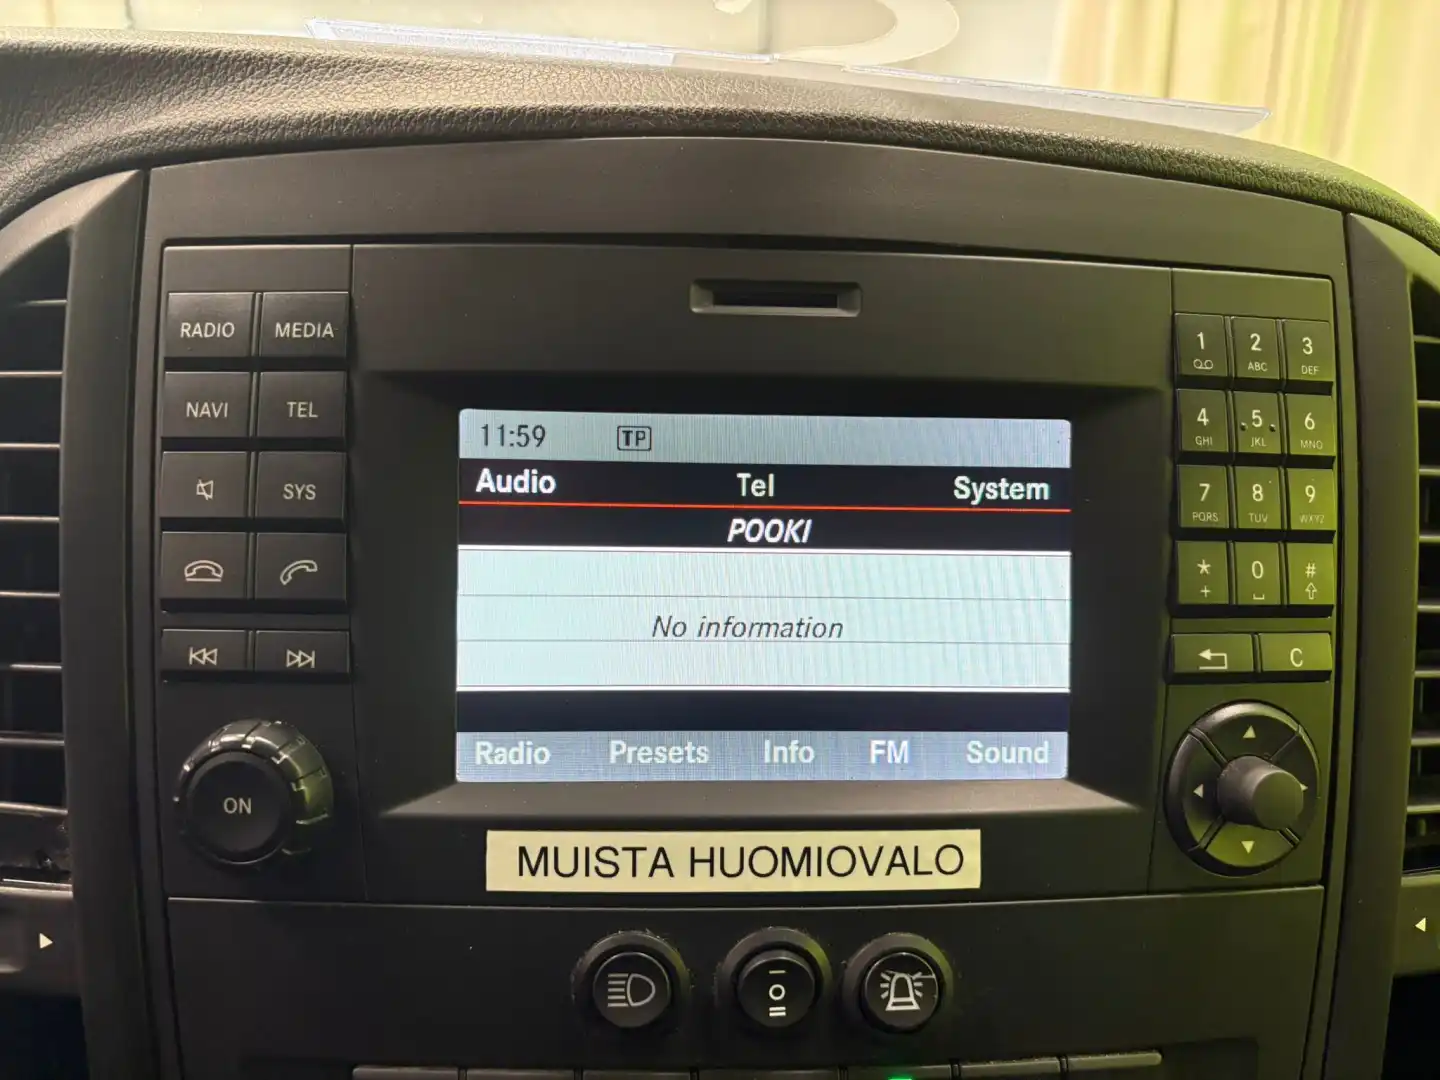 RADIO MEDIA
NAVI TEL
SYS
ON
11:59 TP
Audio Tel System
POOKI
No information
Radio Presets Info FM Sound
MUISTA HUOMIOVALO
I
O
II
1 2 ABC 3 DEF
4 GHI 5 JKL 6 MNO
7 PQRS 8 TUV 9 WXYZ
* + 0 #
C